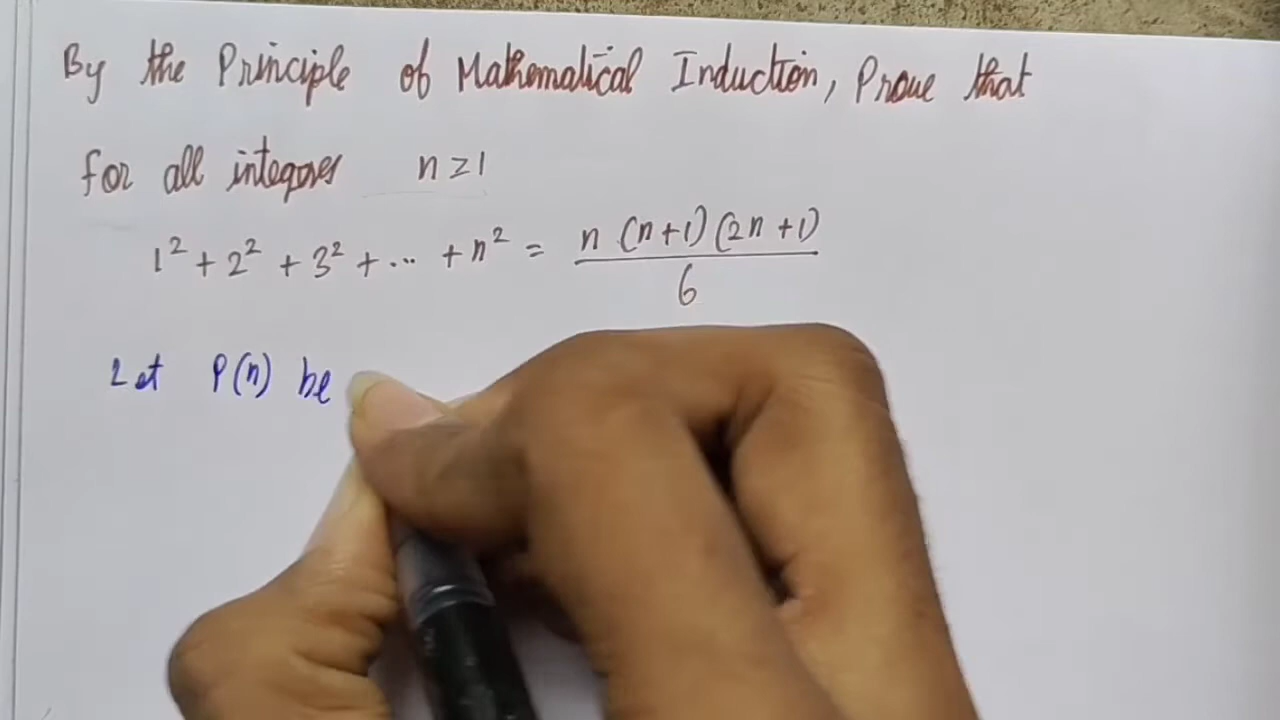 By the Principle of Mathematical Induction, Prove that
for all integers n ≥ 1
1² + 2² + 3² + ... + n² = n (n+1) (2n+1) / 6
Let P(n) be